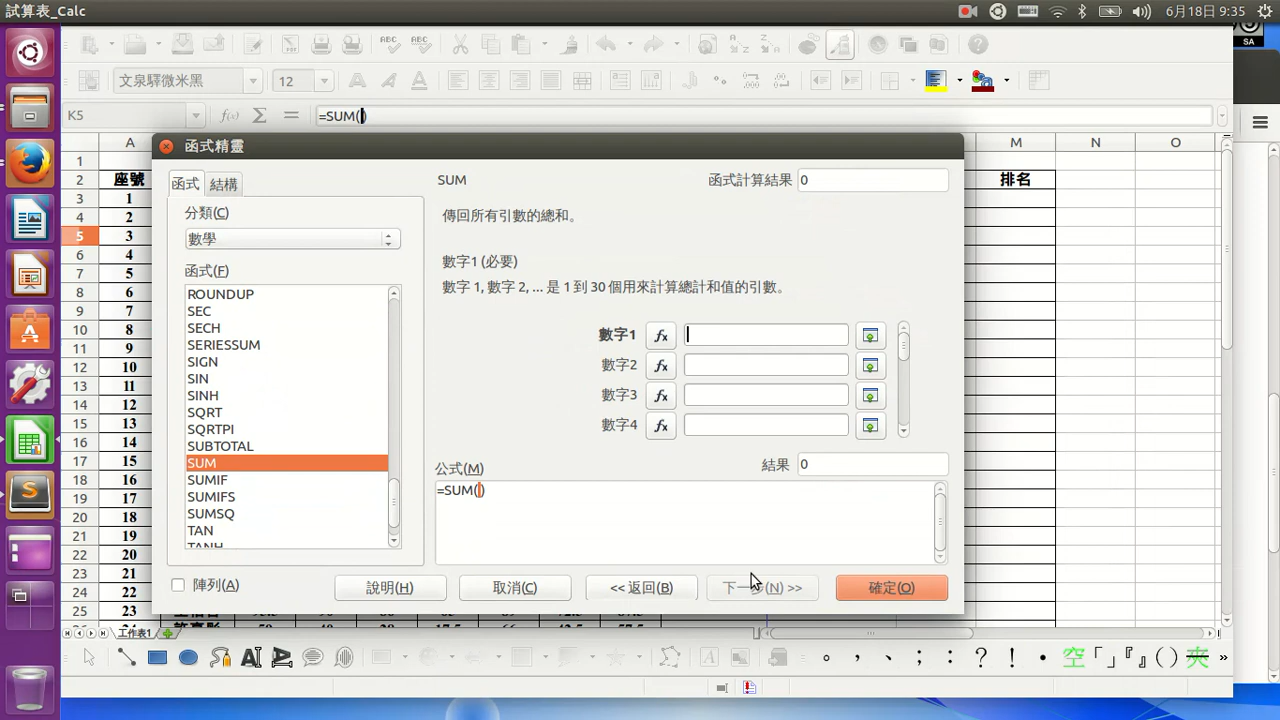 試算表_Calc
6月18日 9:35
SA
文泉驛微米黑
12
K5
=SUM()
A
M
N
O
函式精靈
函式
結構
SUM
函式計算結果 0
分類(C)
數學
傳回所有引數的總和。
數字1 (必要)
數字 1, 數字 2, ... 是 1 到 30 個用來計算總計和值的引數。
函式(F)
ROUNDUP
SEC
SECH
SERIESSUM
SIGN
SIN
SINH
SQRT
SQRTPI
SUBTOTAL
SUM
SUMIF
SUMIFS
SUMSQ
TAN
TANH
數字1
數字2
數字3
數字4
公式(M)
結果 0
=SUM()
陣列(A)
說明(H)
取消(C)
<< 返回(B)
下一步(N) >>
確定(O)
1
2 座號 排名
3 1
4 2
5 3
6 4
7 5
8 6
9 7
10 8
11 9
12 10
13 11
14 12
15 13
16 14
17 15
18 16
19 17
20 18
22 20
23 21
24 23
25 24
工作表1
空 「」 『』 ( ) 夾